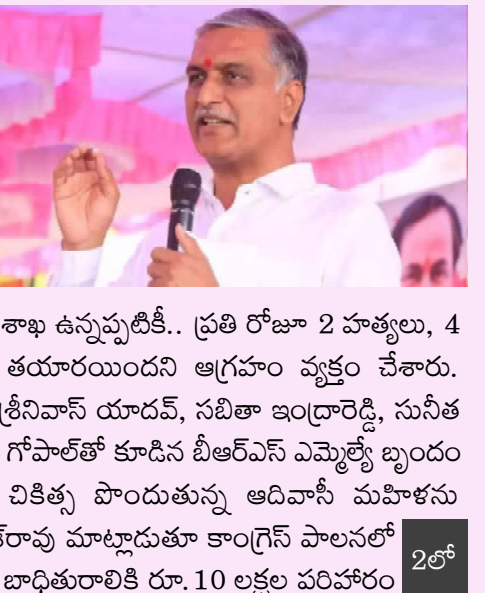 శాఖ ఉన్నప్పటికీ.. ప్రతి రోజూ 2 హత్యలు, 4
తయారయిందని ఆగ్రహం వ్యక్తం చేశారు.
శ్రీనివాస్ యాదవ్, సబితా ఇంద్రారెడ్డి, సునీత
గోపాల్‌తో కూడిన బీఆర్ఎస్ ఎమ్మెల్యే బృందం
చికిత్స పొందుతున్న ఆదివాసీ మహిళను
రావు మాట్లాడుతూ కాంగ్రెస్ పాలనలో
బాధితురాలికి రూ.10 లక్షల పరిహారం
2లో